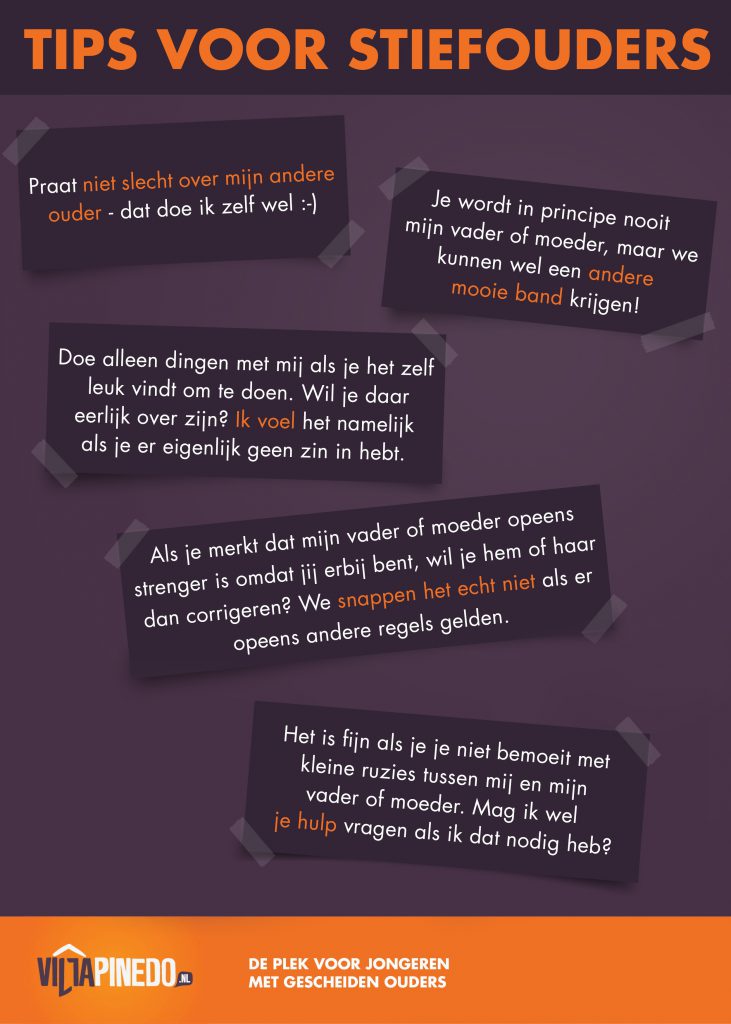 TIPS VOOR STIEFOUDERS
Praat niet slecht over mijn andere
ouder - dat doe ik zelf wel :-)
Je wordt in principe nooit
mijn vader of moeder, maar we
kunnen wel een andere
mooie band krijgen!
Doe alleen dingen met mij als je het zelf
leuk vindt om te doen. Wil je daar
eerlijk over zijn? Ik voel het namelijk
als je er eigenlijk geen zin in hebt.
Als je merkt dat mijn vader of moeder opeens
strenger is omdat jij erbij bent, wil je hem of haar
dan corrigeren? We snappen het echt niet als er
opeens andere regels gelden.
Het is fijn als je je niet bemoeit met
kleine ruzies tussen mij en mijn
vader of moeder. Mag ik wel
je hulp vragen als ik dat nodig heb?
VILLAPINEDO.NL
DE PLEK VOOR JONGEREN
MET GESCHEIDEN OUDERS